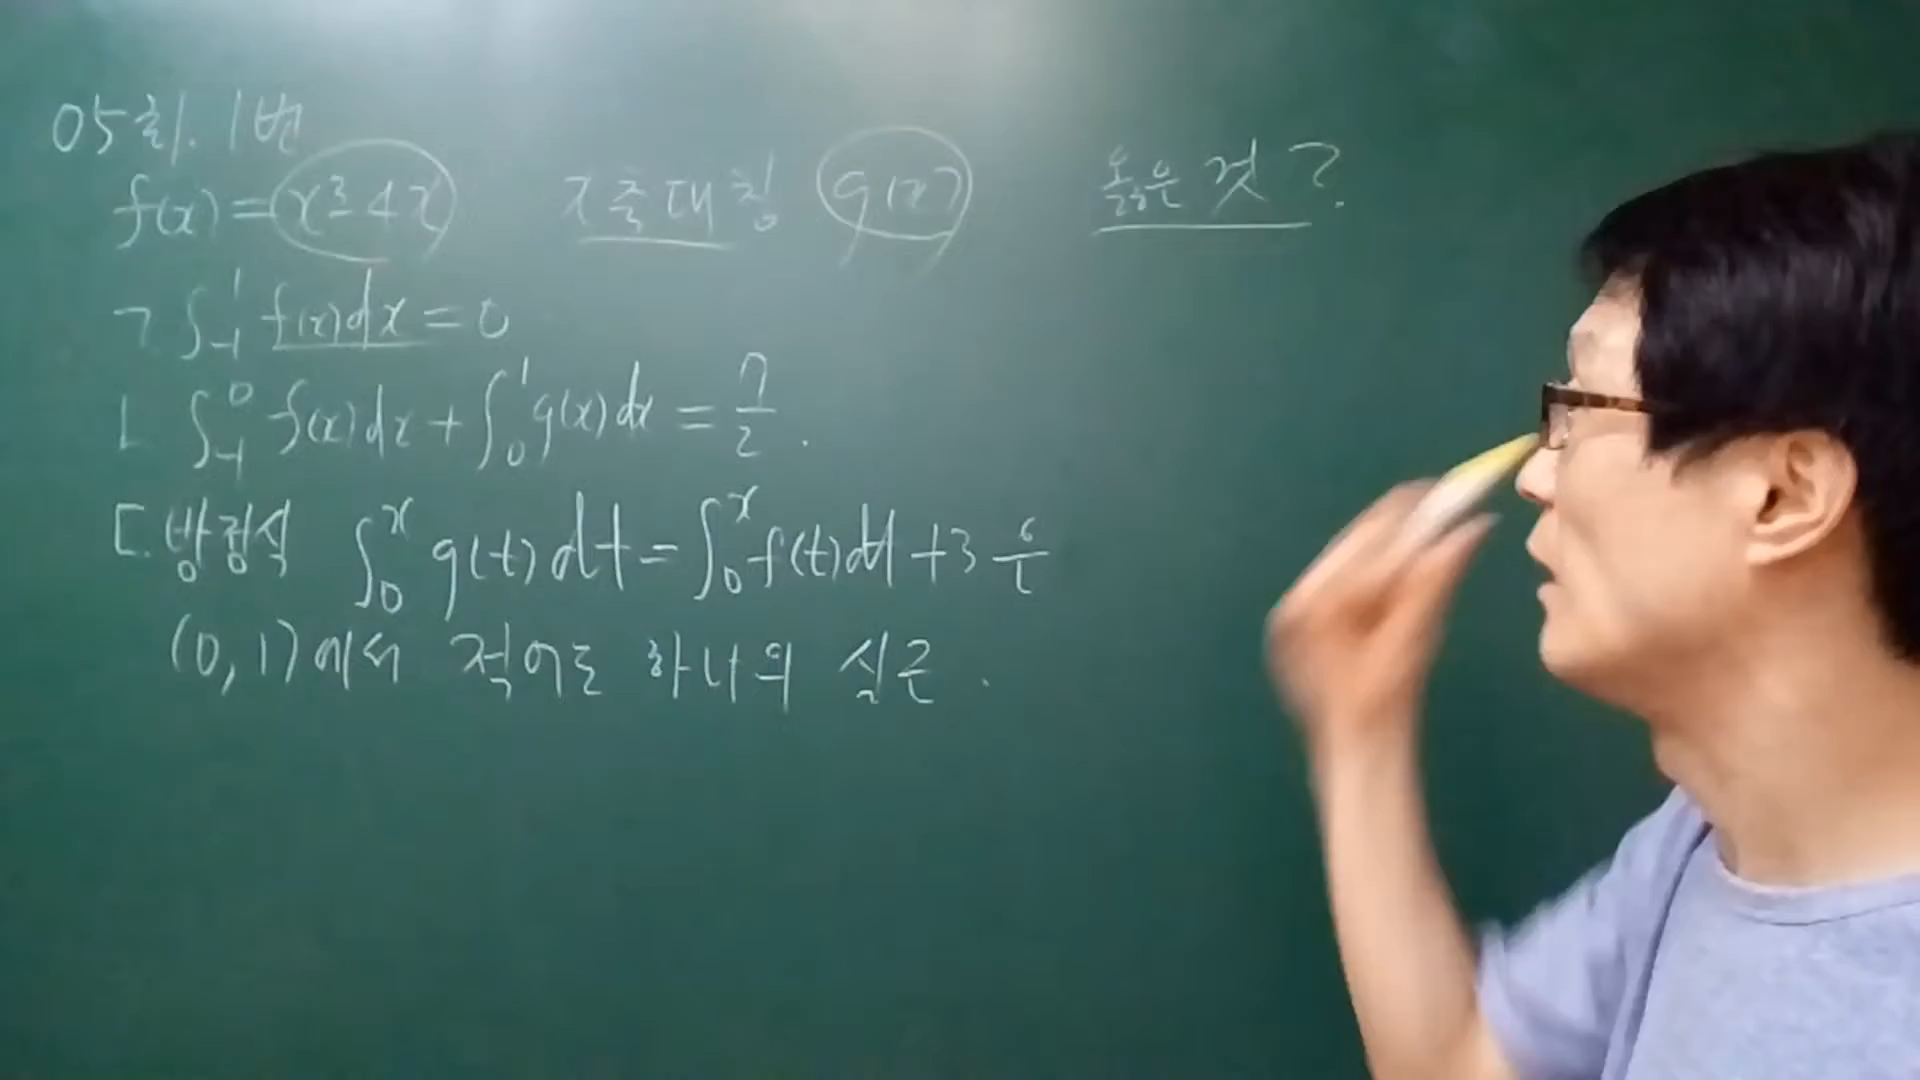 05회. 1번
f(x) = x³-4x x축대칭 g(x) 옳은 것?
ㄱ ∫₋₁¹ f(x)dx = 0
ㄴ ∫₋₁⁰ f(x)dx + ∫₀¹ g(x)dx = 7/2.
ㄷ. 방정식 ∫₀ˣ g(t)dt = ∫₀ˣ f(t)dt + 3
(0,1)에서 적어도 하나의 실근.